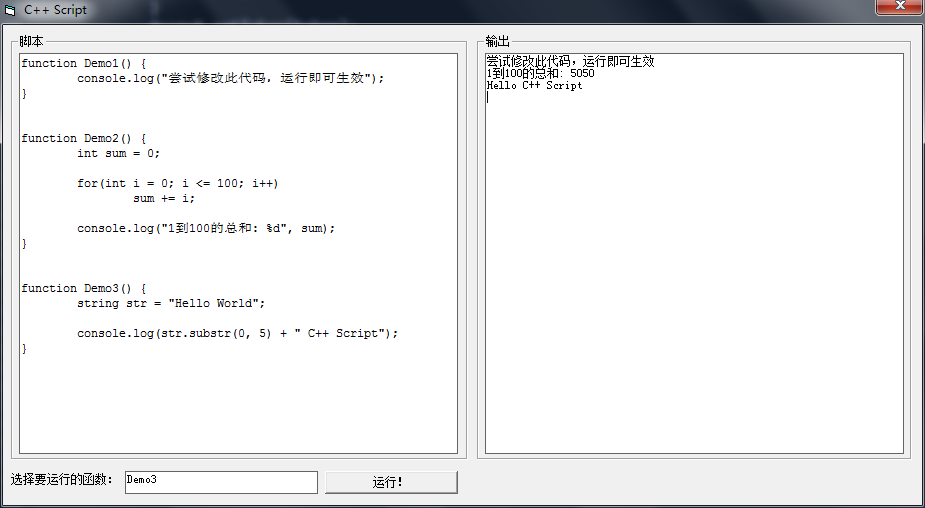 C++ Script
脚本
function Demo1() {
console.log("尝试修改此代码，运行即可生效");
}
function Demo2() {
int sum = 0;
for(int i = 0; i <= 100; i++)
sum += i;
console.log("1到100的总和: %d", sum);
}
function Demo3() {
string str = "Hello World";
console.log(str.substr(0, 5) + " C++ Script");
}
选择要运行的函数:
Demo3
运行!
输出
尝试修改此代码，运行即可生效
1到100的总和: 5050
Hello C++ Script